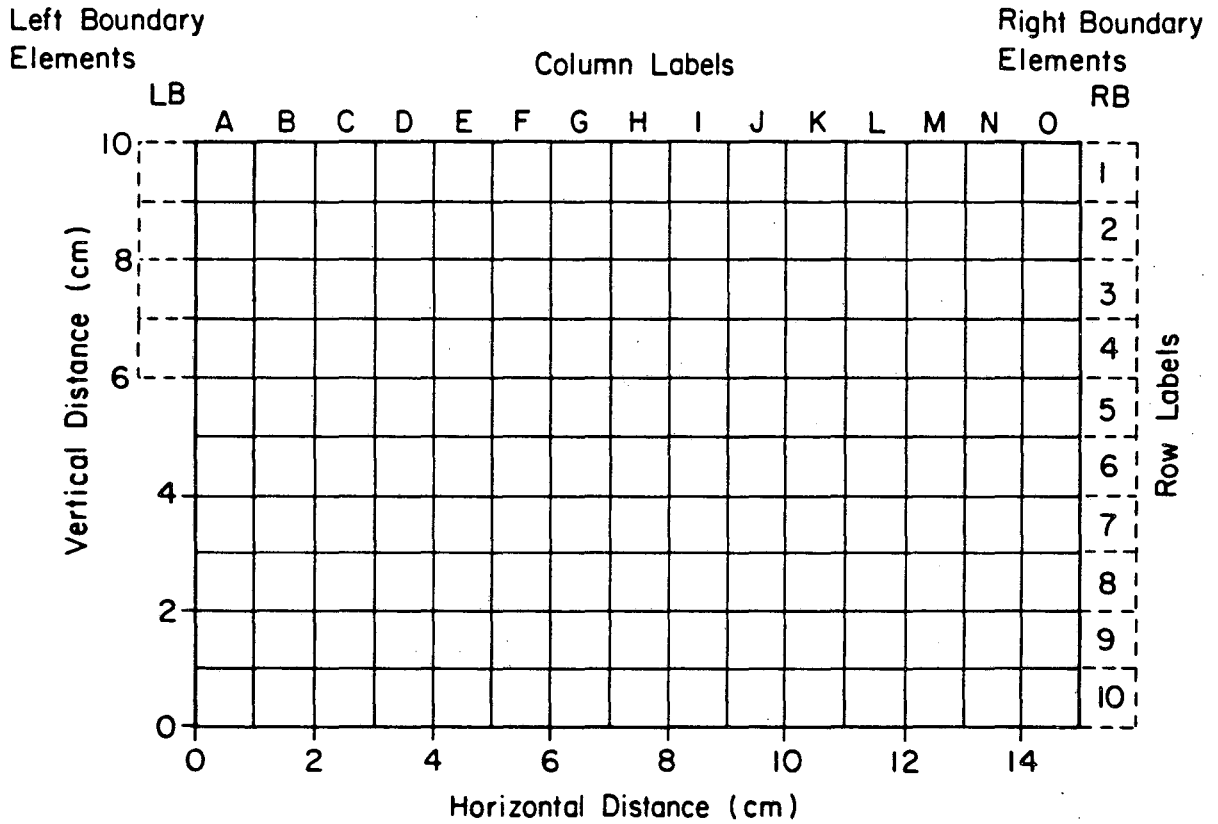 Left Boundary
Elements
LB
Column Labels
Right Boundary
Elements
RB
A B C D E F G H I J K L M N O
10
8
6
4
2
0
Vertical Distance (cm)
1
2
3
4
5
6
7
8
9
10
Row Labels
0 2 4 6 8 10 12 14
Horizontal Distance (cm)